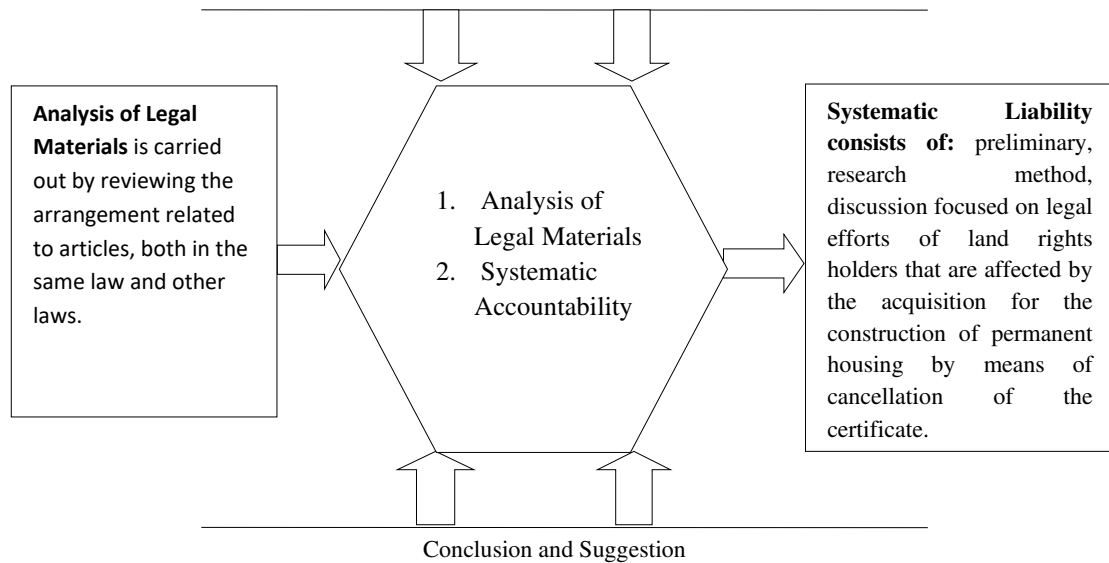 Analysis of Legal
Materials is carried
out by reviewing the
arrangement related
to articles, both in the
same law and other
laws.
1. Analysis of
Legal Materials
2. Systematic
Accountability
Systematic Liability
consists of: preliminary,
research method,
discussion focused on legal
efforts of land rights
holders that are affected by
the acquisition for the
construction of permanent
housing by means of
cancellation of the
certificate.
Conclusion and Suggestion